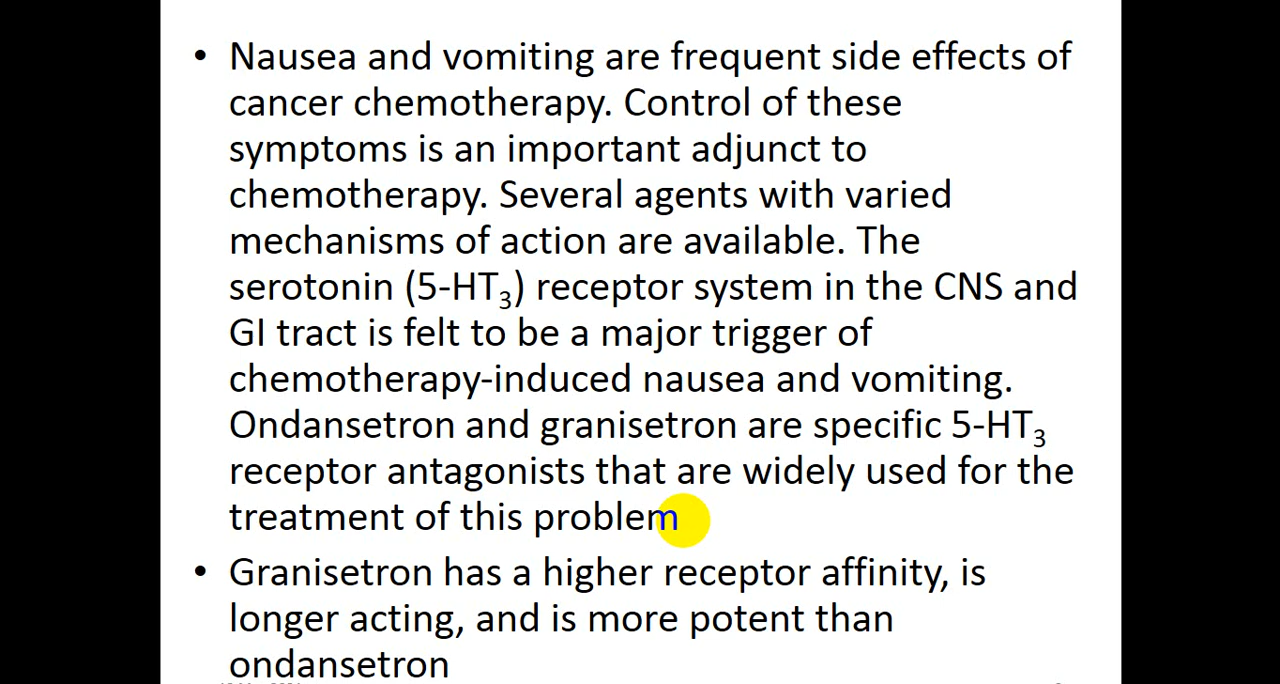 • Nausea and vomiting are frequent side effects of
cancer chemotherapy. Control of these
symptoms is an important adjunct to
chemotherapy. Several agents with varied
mechanisms of action are available. The
serotonin (5-HT₃) receptor system in the CNS and
GI tract is felt to be a major trigger of
chemotherapy-induced nausea and vomiting.
Ondansetron and granisetron are specific 5-HT₃
receptor antagonists that are widely used for the
treatment of this problem
• Granisetron has a higher receptor affinity, is
longer acting, and is more potent than
ondansetron